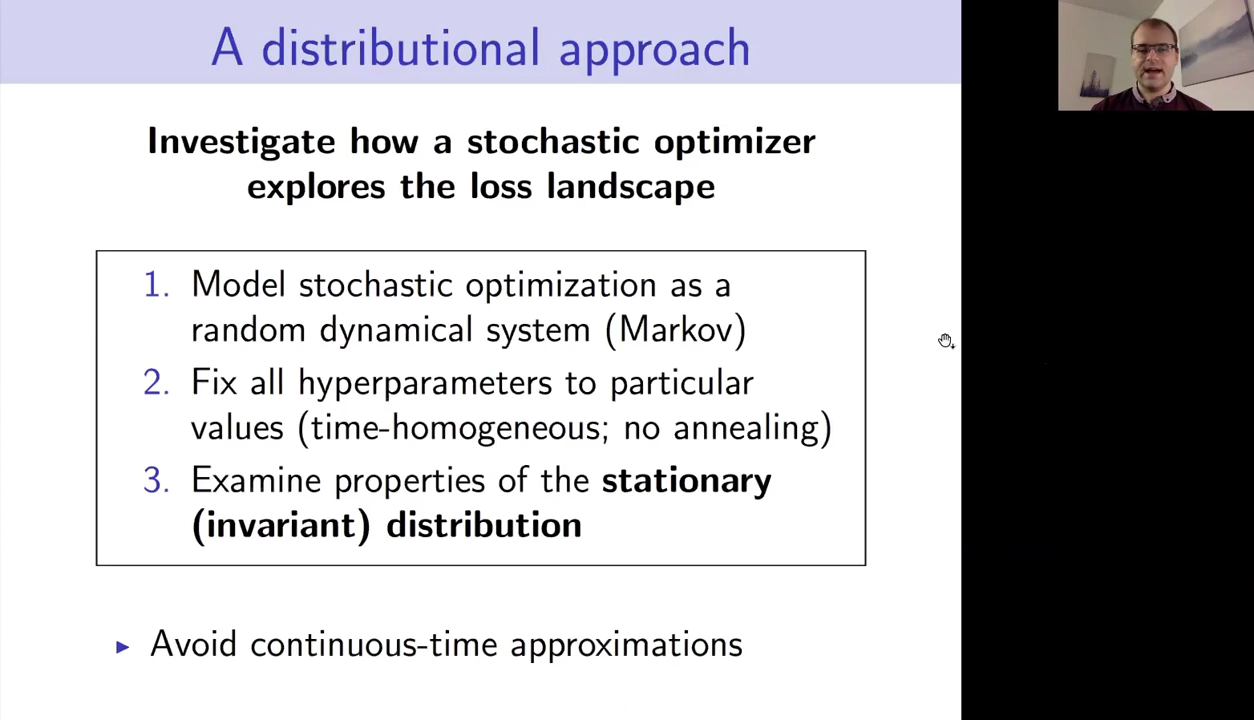 A distributional approach
Investigate how a stochastic optimizer
explores the loss landscape
1. Model stochastic optimization as a
random dynamical system (Markov)
2. Fix all hyperparameters to particular
values (time-homogeneous; no annealing)
3. Examine properties of the stationary
(invariant) distribution
▶ Avoid continuous-time approximations